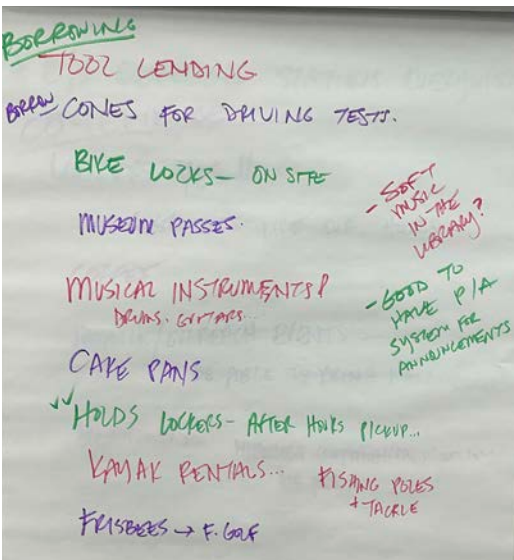 BORROWING
TOOL LENDING
BORROW CONES FOR DRIVING TESTS.
BIKE LOCKS - ON SITE
MUSEUM PASSES.
MUSICAL INSTRUMENTS?
DRUMS, GUITARS...
CAKE PANS
✓✓ HOLDS LOCKERS - AFTER HOURS PICKUP...
KAYAK RENTALS...
FISHING POLES
+ TACKLE
FRISBEES → F. GOLF
- SOFT
MUSIC
IN THE
LIBRARY?
- GOOD TO
HAVE P/A
SYSTEM FOR
ANNOUNCEMENTS